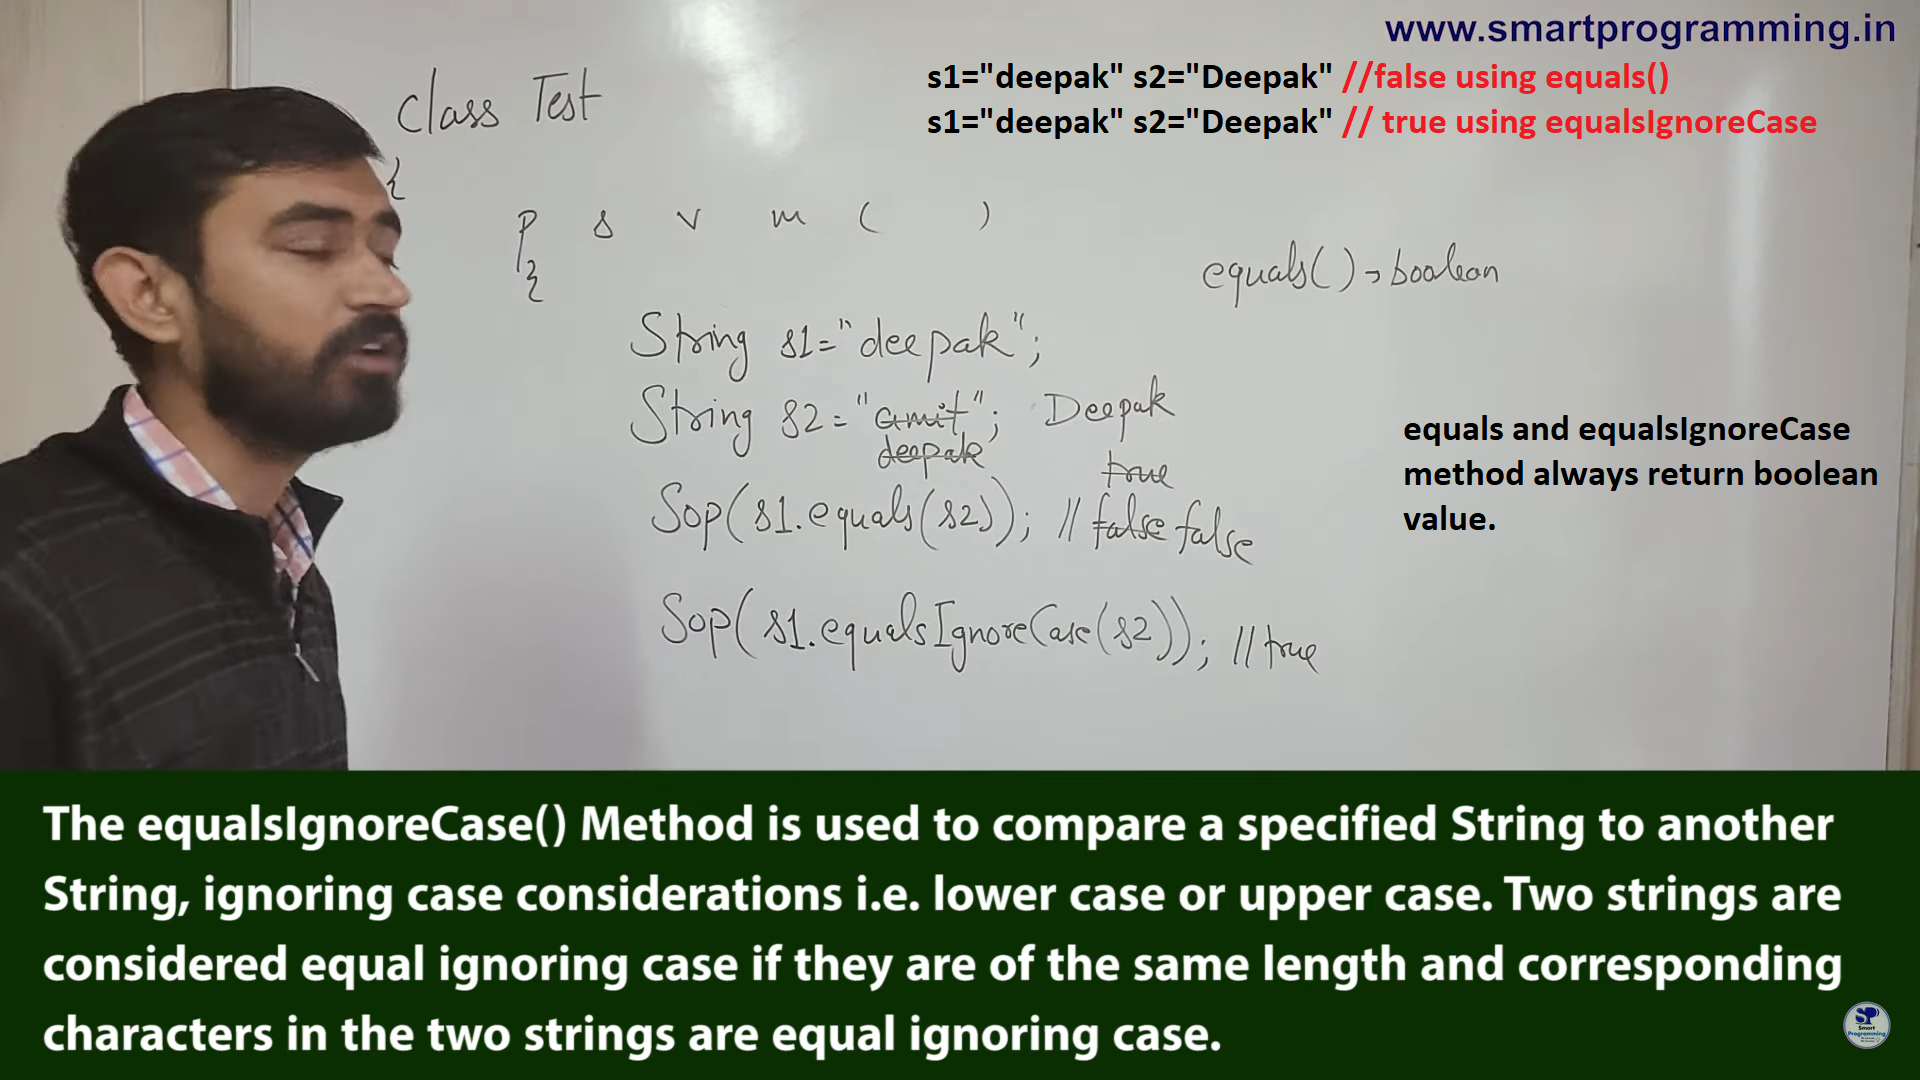 www.smartprogramming.in
s1="deepak" s2="Deepak" //false using equals()
s1="deepak" s2="Deepak" // true using equalsIgnoreCase
class Test
{
p s v m ( )
{
equals() → boolean
String s1="deepak";
String s2="amit"; Deepak
deepak
true
Sop(s1.equals(s2)); // false false
Sop(s1.equalsIgnoreCase(s2)); // true
equals and equalsIgnoreCase
method always return boolean
value.
The equalsIgnoreCase() Method is used to compare a specified String to another
String, ignoring case considerations i.e. lower case or upper case. Two strings are
considered equal ignoring case if they are of the same length and corresponding
characters in the two strings are equal ignoring case.
SP
Smart
Programming